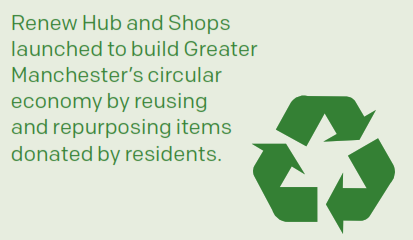 Renew Hub and Shops
launched to build Greater
Manchester's circular
economy by reusing
and repurposing items
donated by residents.